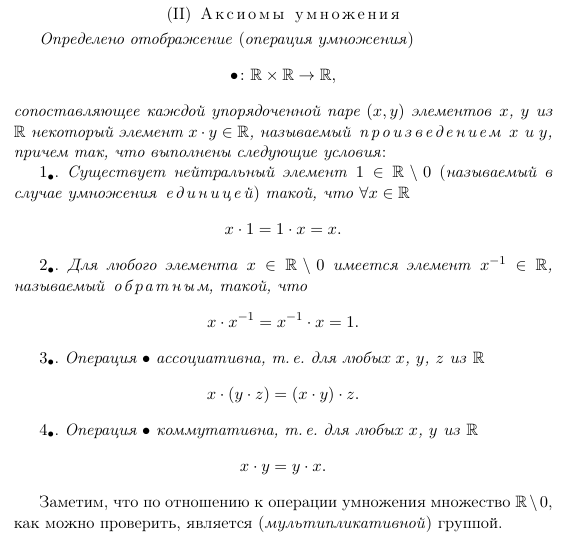 (II) Аксиомы умножения
Определено отображение (операция умножения)
•: ℝ × ℝ → ℝ,
сопоставляющее каждой упорядоченной паре (x, y) элементов x, y из
ℝ некоторый элемент x · y ∈ ℝ, называемый произведением x и y,
причем так, что выполнены следующие условия:
1•. Существует нейтральный элемент 1 ∈ ℝ \ 0 (называемый в
случае умножения единицей) такой, что ∀x ∈ ℝ
x · 1 = 1 · x = x.
2•. Для любого элемента x ∈ ℝ \ 0 имеется элемент x⁻¹ ∈ ℝ,
называемый обратным, такой, что
x · x⁻¹ = x⁻¹ · x = 1.
3•. Операция • ассоциативна, т. е. для любых x, y, z из ℝ
x · (y · z) = (x · y) · z.
4•. Операция • коммутативна, т. е. для любых x, y из ℝ
x · y = y · x.
Заметим, что по отношению к операции умножения множество ℝ \ 0,
как можно проверить, является (мультипликативной) группой.